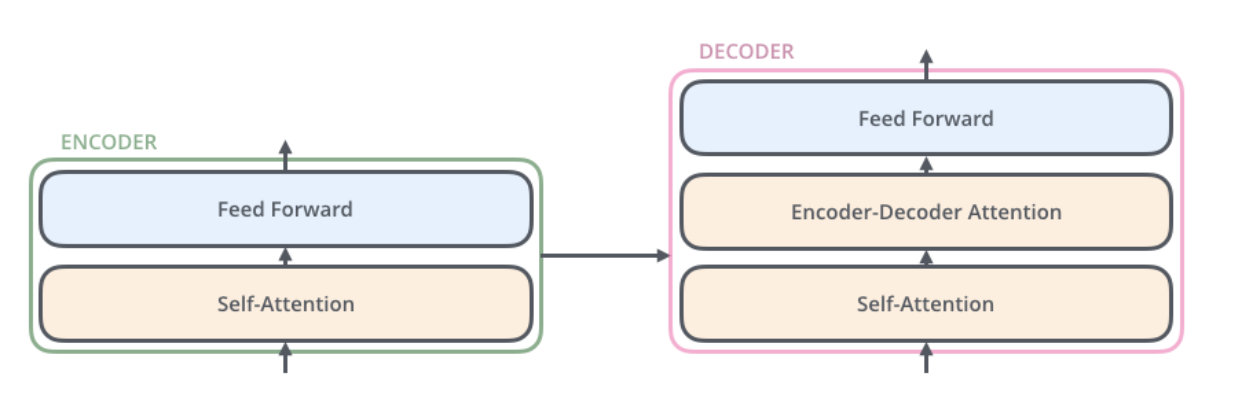 ENCODER
Feed Forward
Self-Attention
DECODER
Feed Forward
Encoder-Decoder Attention
Self-Attention